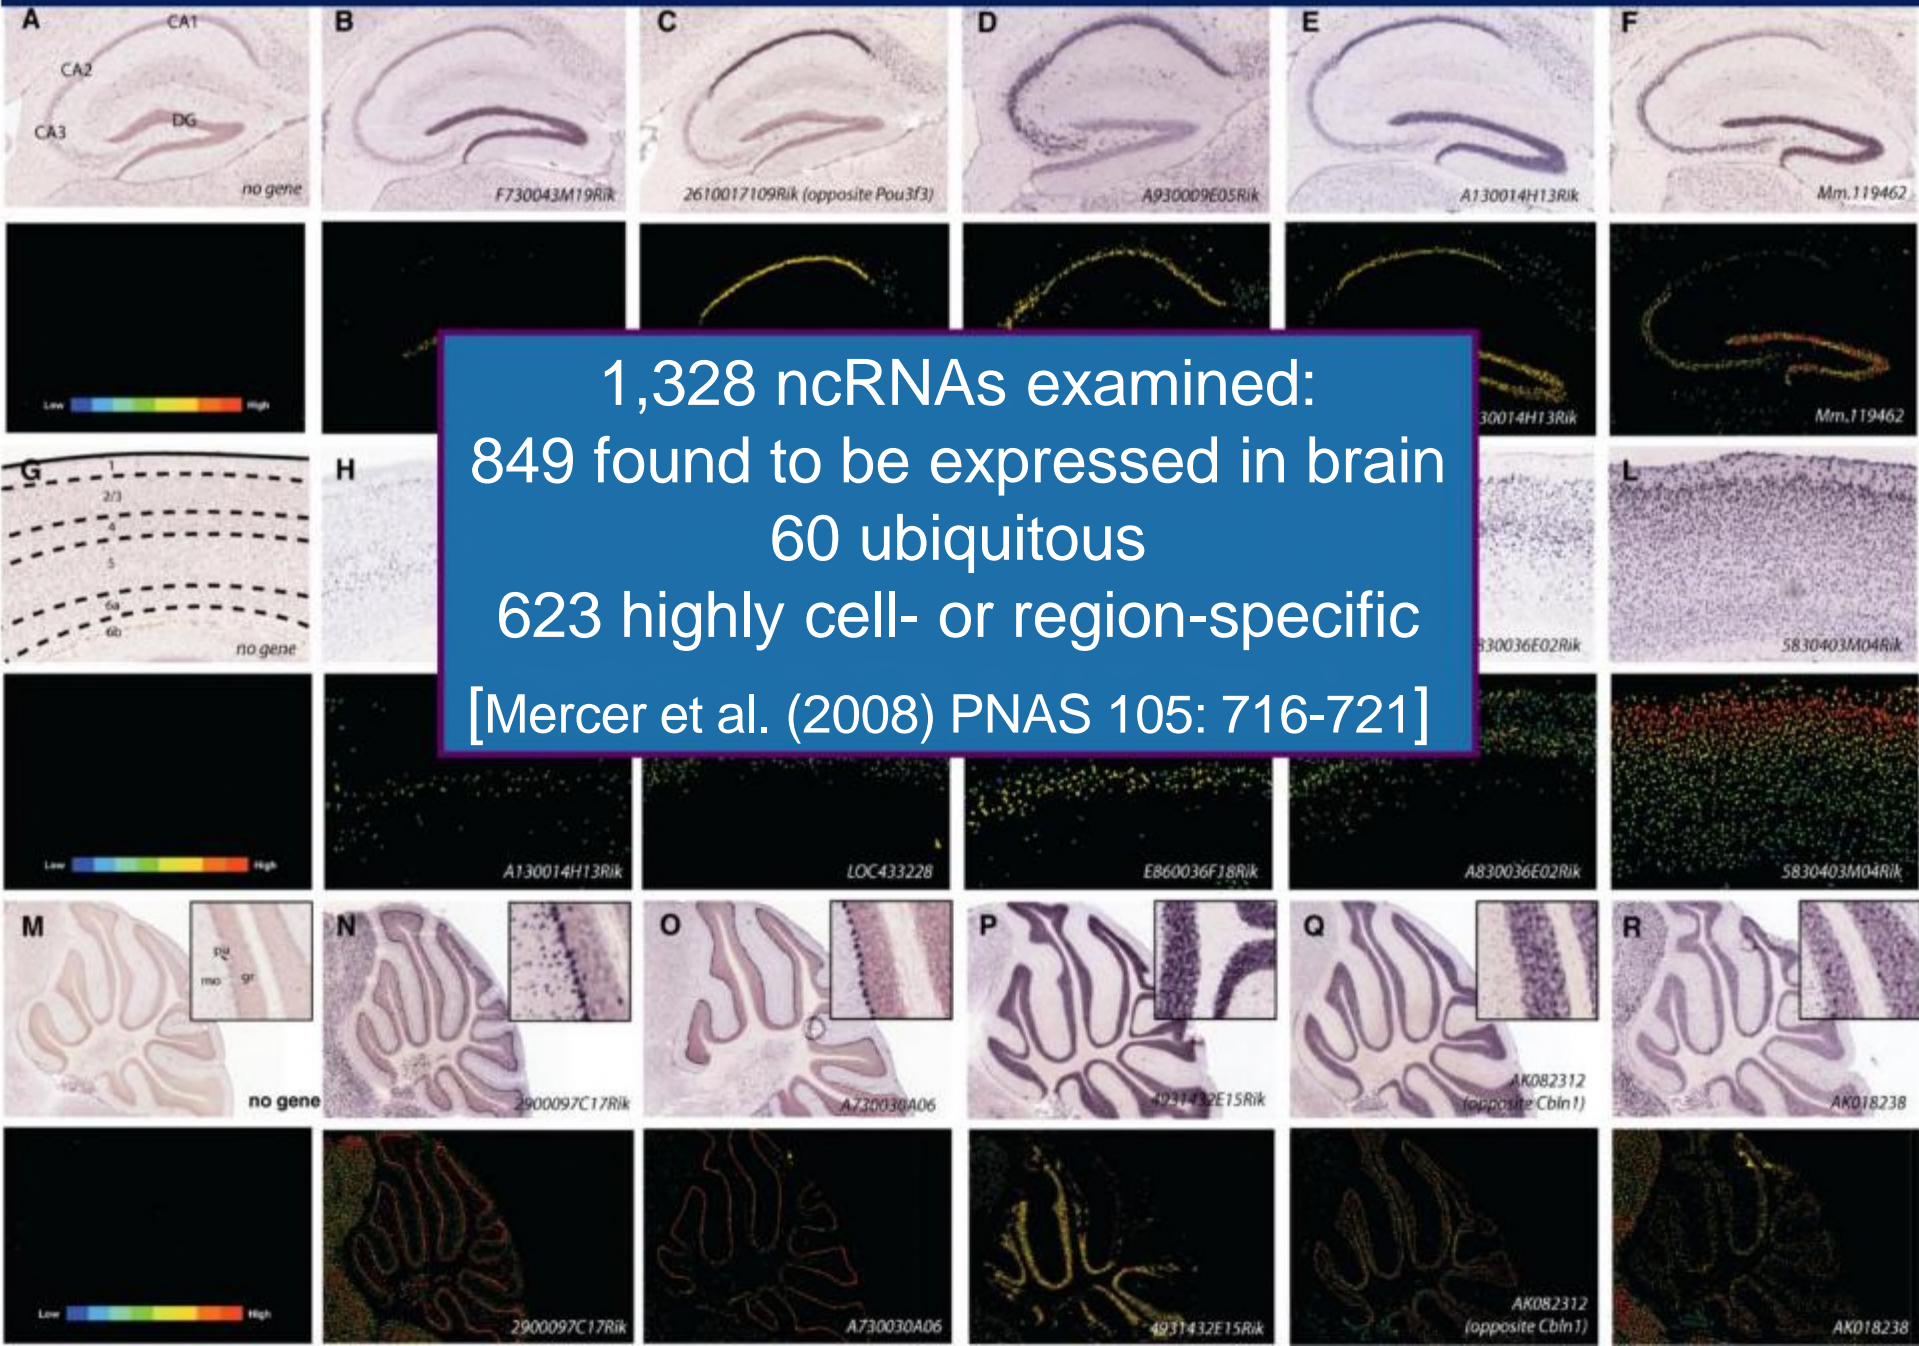 A
CA1
CA2
CA3
DG
no gene
B
F730043M19Rik
C
2610017109Rik (opposite Pou3f3)
D
A930009E05Rik
E
A130014H13Rik
F
Mm.119462
Low High
30014H13Rik
Mm.119462
1,328 ncRNAs examined:
849 found to be expressed in brain
60 ubiquitous
623 highly cell- or region-specific
[Mercer et al. (2008) PNAS 105: 716-721]
G
1
2/3
4
5
6a
6b
no gene
H
830036E02Rik
L
5830403M04Rik
Low High
A130014H13Rik
LOC433228
E860036F18Rik
A830036E02Rik
5830403M04Rik
M
pu
mo gr
no gene
N
2900097C17Rik
O
A730030A06
P
4931432E15Rik
Q
AK082312
(opposite Cbln1)
R
AK018238
Low High
2900097C17Rik
A730030A06
4931432E15Rik
AK082312
(opposite Cbln1)
AK018238